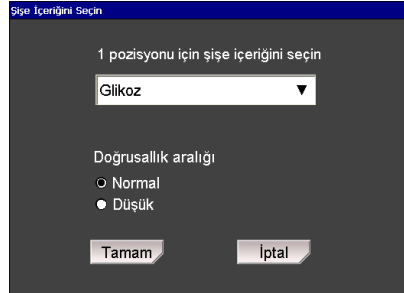 Şişe İçeriğini Seçin
1 pozisyonu için şişe içeriğini seçin
Glikoz
Doğrusallık aralığı
Normal
Düşük
Tamam
İptal